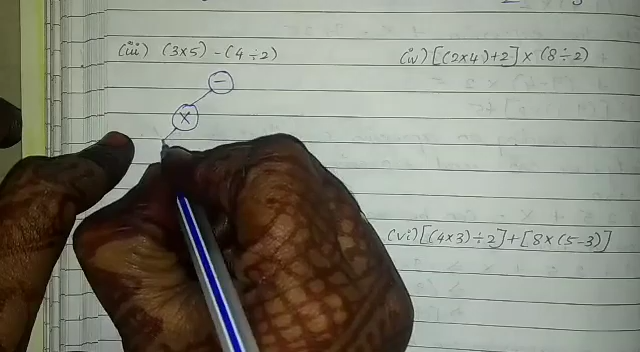 (iii) (3×5) - (4÷2)
(iv) [(2×4)+2] × (8÷2)
-
×
(vi) [(4×3)÷2]+[8×(5-3)]